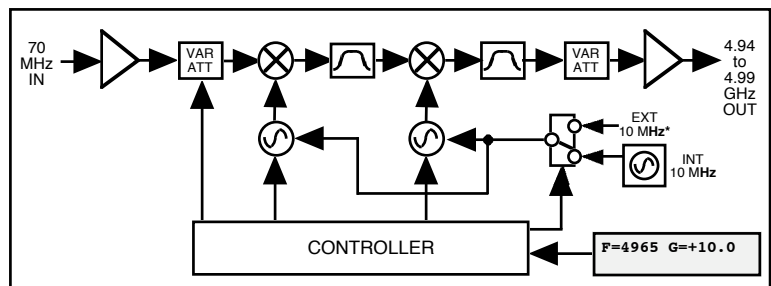 70
MHz
IN
VAR
ATT
VAR
ATT
4.94
to
4.99
GHz
OUT
EXT
10 MHz*
INT
10 MHz
CONTROLLER
F=4965 G=+10.0